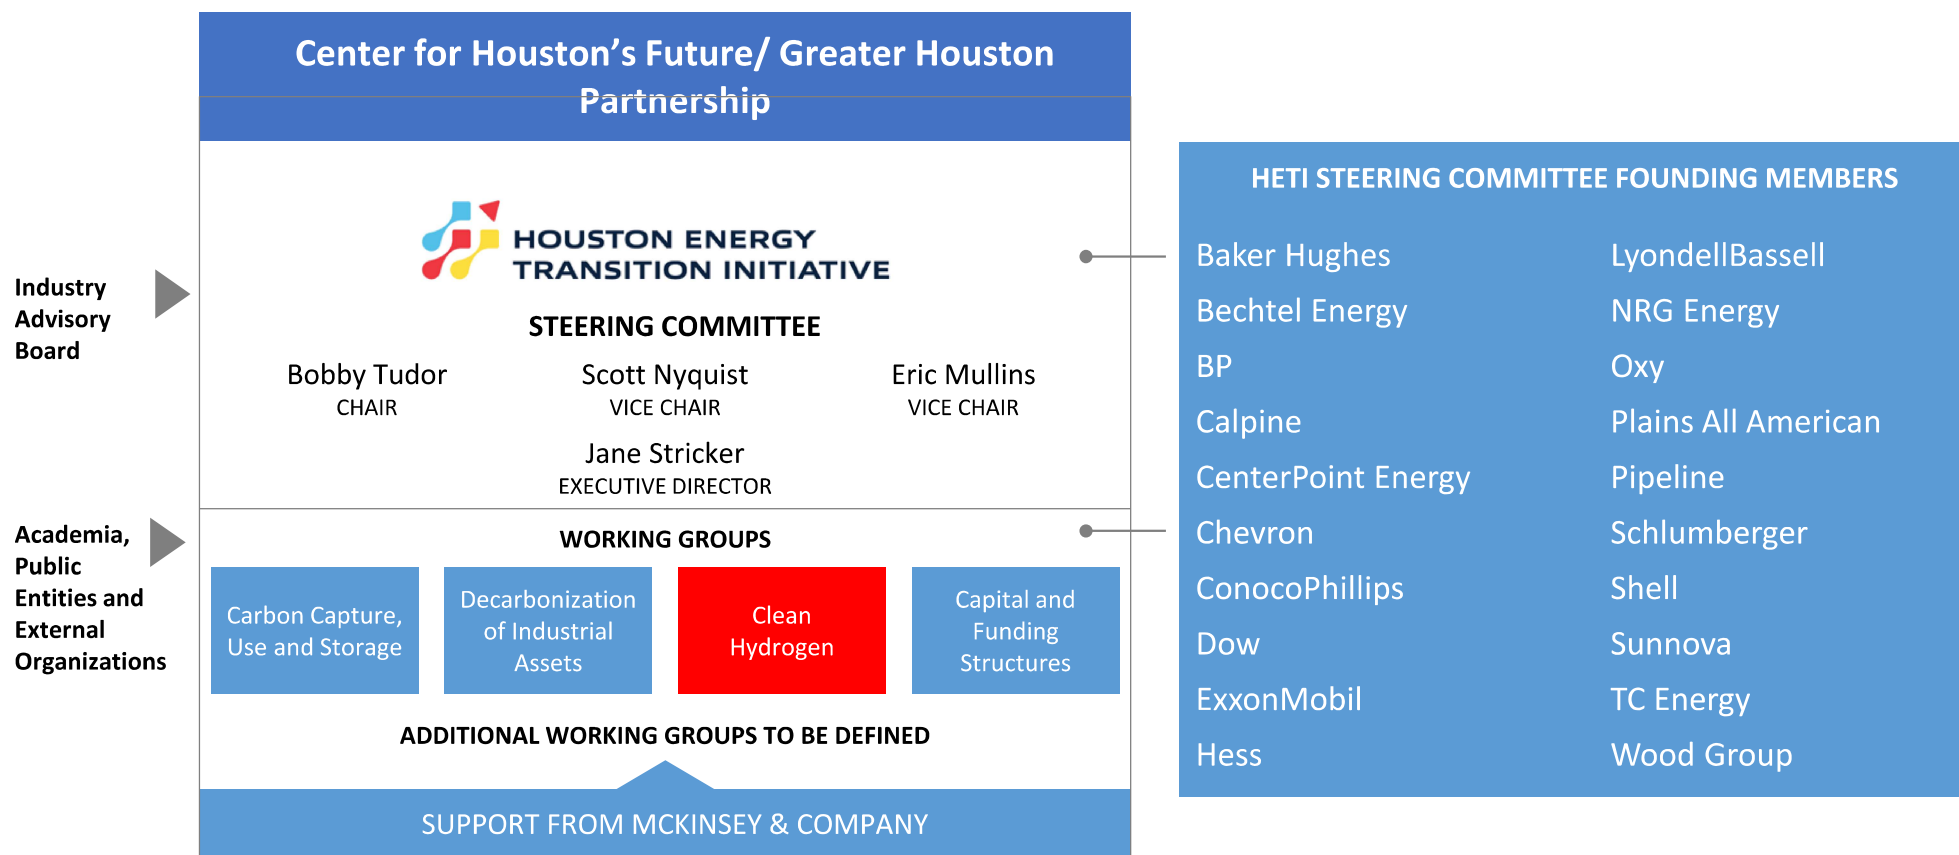 Center for Houston’s Future/ Greater Houston
Partnership
HOUSTON ENERGY
TRANSITION INITIATIVE
STEERING COMMITTEE
Bobby Tudor
CHAIR
Scott Nyquist
VICE CHAIR
Eric Mullins
VICE CHAIR
Jane Stricker
EXECUTIVE DIRECTOR
Industry
Advisory
Board
Academia,
Public
Entities and
External
Organizations
WORKING GROUPS
Carbon Capture,
Use and Storage
Decarbonization
of Industrial
Assets
Clean
Hydrogen
Capital and
Funding
Structures
ADDITIONAL WORKING GROUPS TO BE DEFINED
SUPPORT FROM MCKINSEY & COMPANY
HETI STEERING COMMITTEE FOUNDING MEMBERS
Baker Hughes
Bechtel Energy
BP
Calpine
CenterPoint Energy
Chevron
ConocoPhillips
Dow
ExxonMobil
Hess
LyondellBassell
NRG Energy
Oxy
Plains All American
Pipeline
Schlumberger
Shell
Sunnova
TC Energy
Wood Group